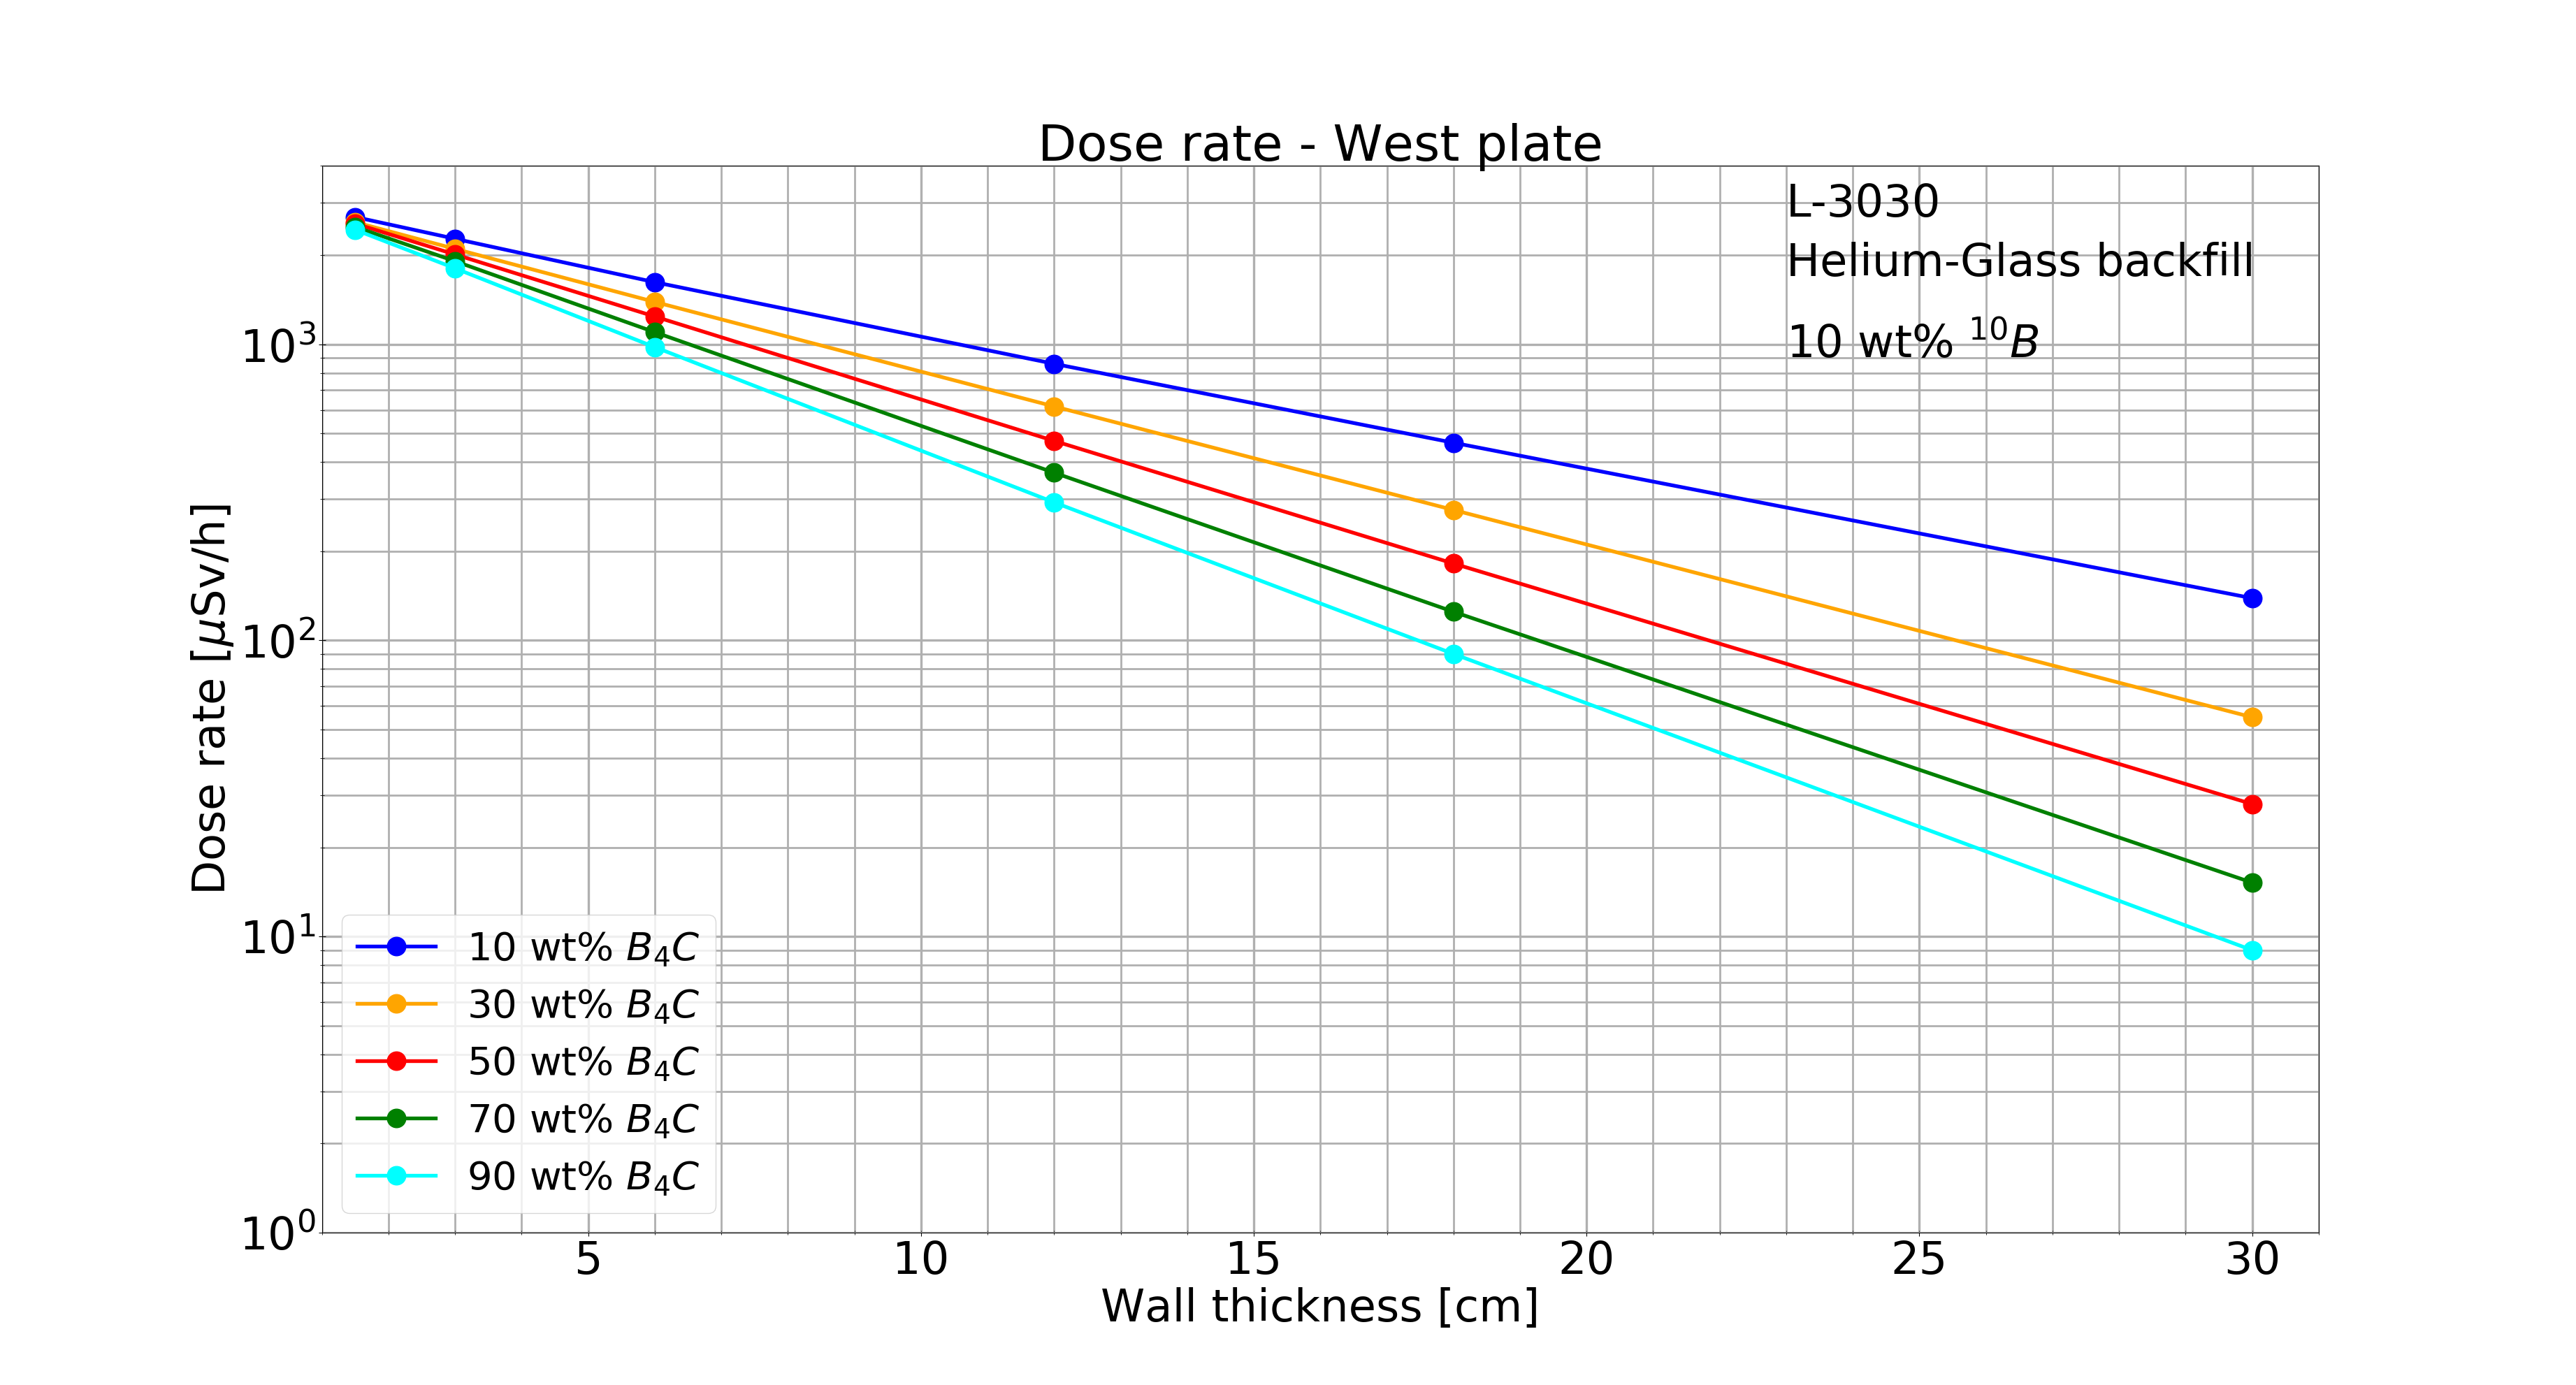 Dose rate - West plate
L-3030
Helium-Glass backfill
10 wt% ¹⁰B
Dose rate [μSv/h]
10³
10²
10¹
10⁰
10 wt% B₄C
30 wt% B₄C
50 wt% B₄C
70 wt% B₄C
90 wt% B₄C
5 10 15 20 25 30
Wall thickness [cm]